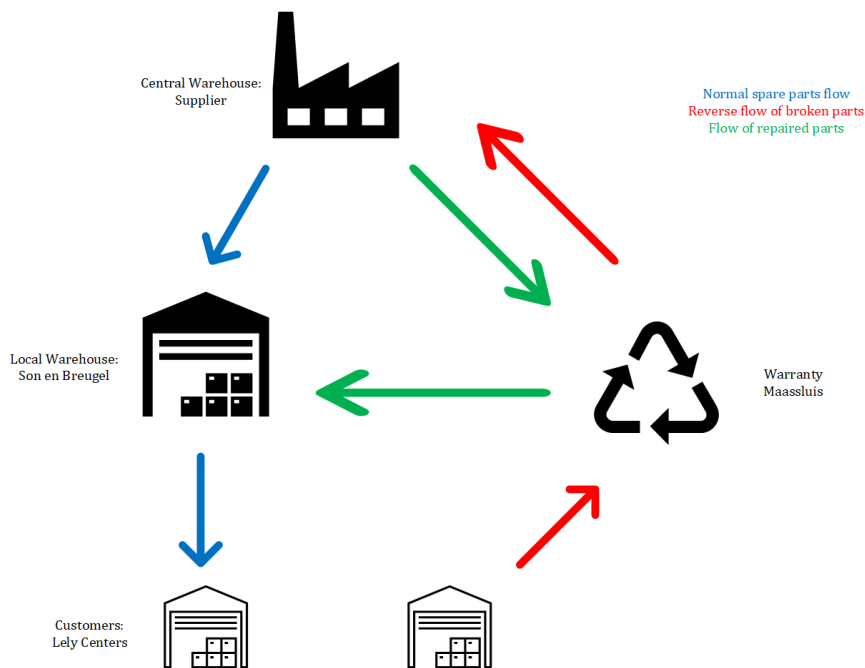 Central Warehouse:
Supplier
Normal spare parts flow
Reverse flow of broken parts
Flow of repaired parts
Local Warehouse:
Son en Breugel
Warranty
Maassluis
Customers:
Lely Centers